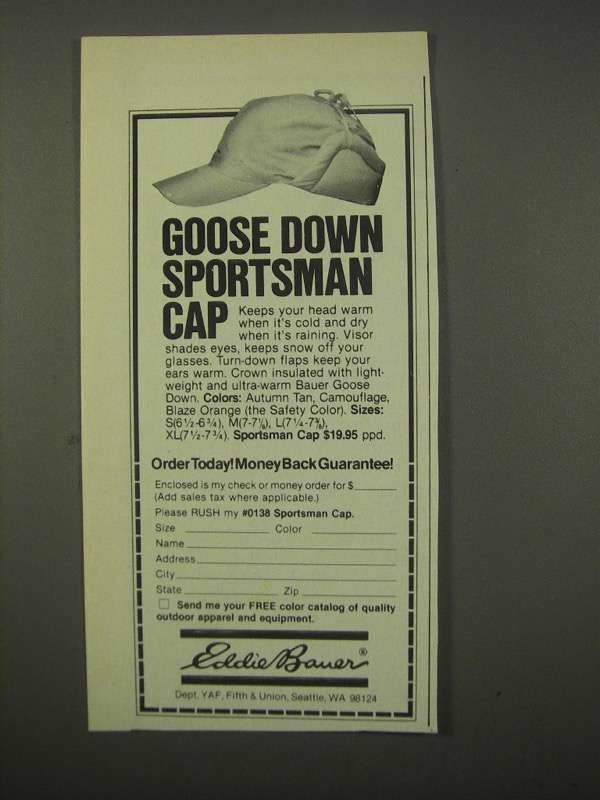 GOOSE DOWN
SPORTSMAN
CAP Keeps your head warm
when it's cold and dry
when it's raining. Visor
shades eyes, keeps snow off your
glasses. Turn-down flaps keep your
ears warm. Crown insulated with light-
weight and ultra-warm Bauer Goose
Down. Colors: Autumn Tan, Camouflage,
Blaze Orange (the Safety Color). Sizes:
S(6½-6¾), M(7-7⅛), L(7¼-7⅜),
XL(7½-7¾). Sportsman Cap $19.95 ppd.
Order Today! Money Back Guarantee!
Enclosed is my check or money order for $
(Add sales tax where applicable.)
Please RUSH my #0138 Sportsman Cap.
Size Color
Name
Address
City
State Zip
Send me your FREE color catalog of quality
outdoor apparel and equipment.
Eddie Bauer®
Dept. YAF, Fifth & Union, Seattle, WA 98124